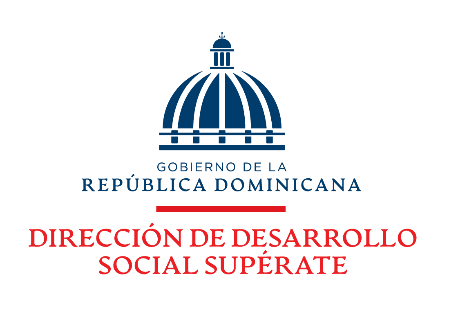 GOBIERNO DE LA
REPÚBLICA DOMINICANA
DIRECCIÓN DE DESARROLLO
SOCIAL SUPÉRATE